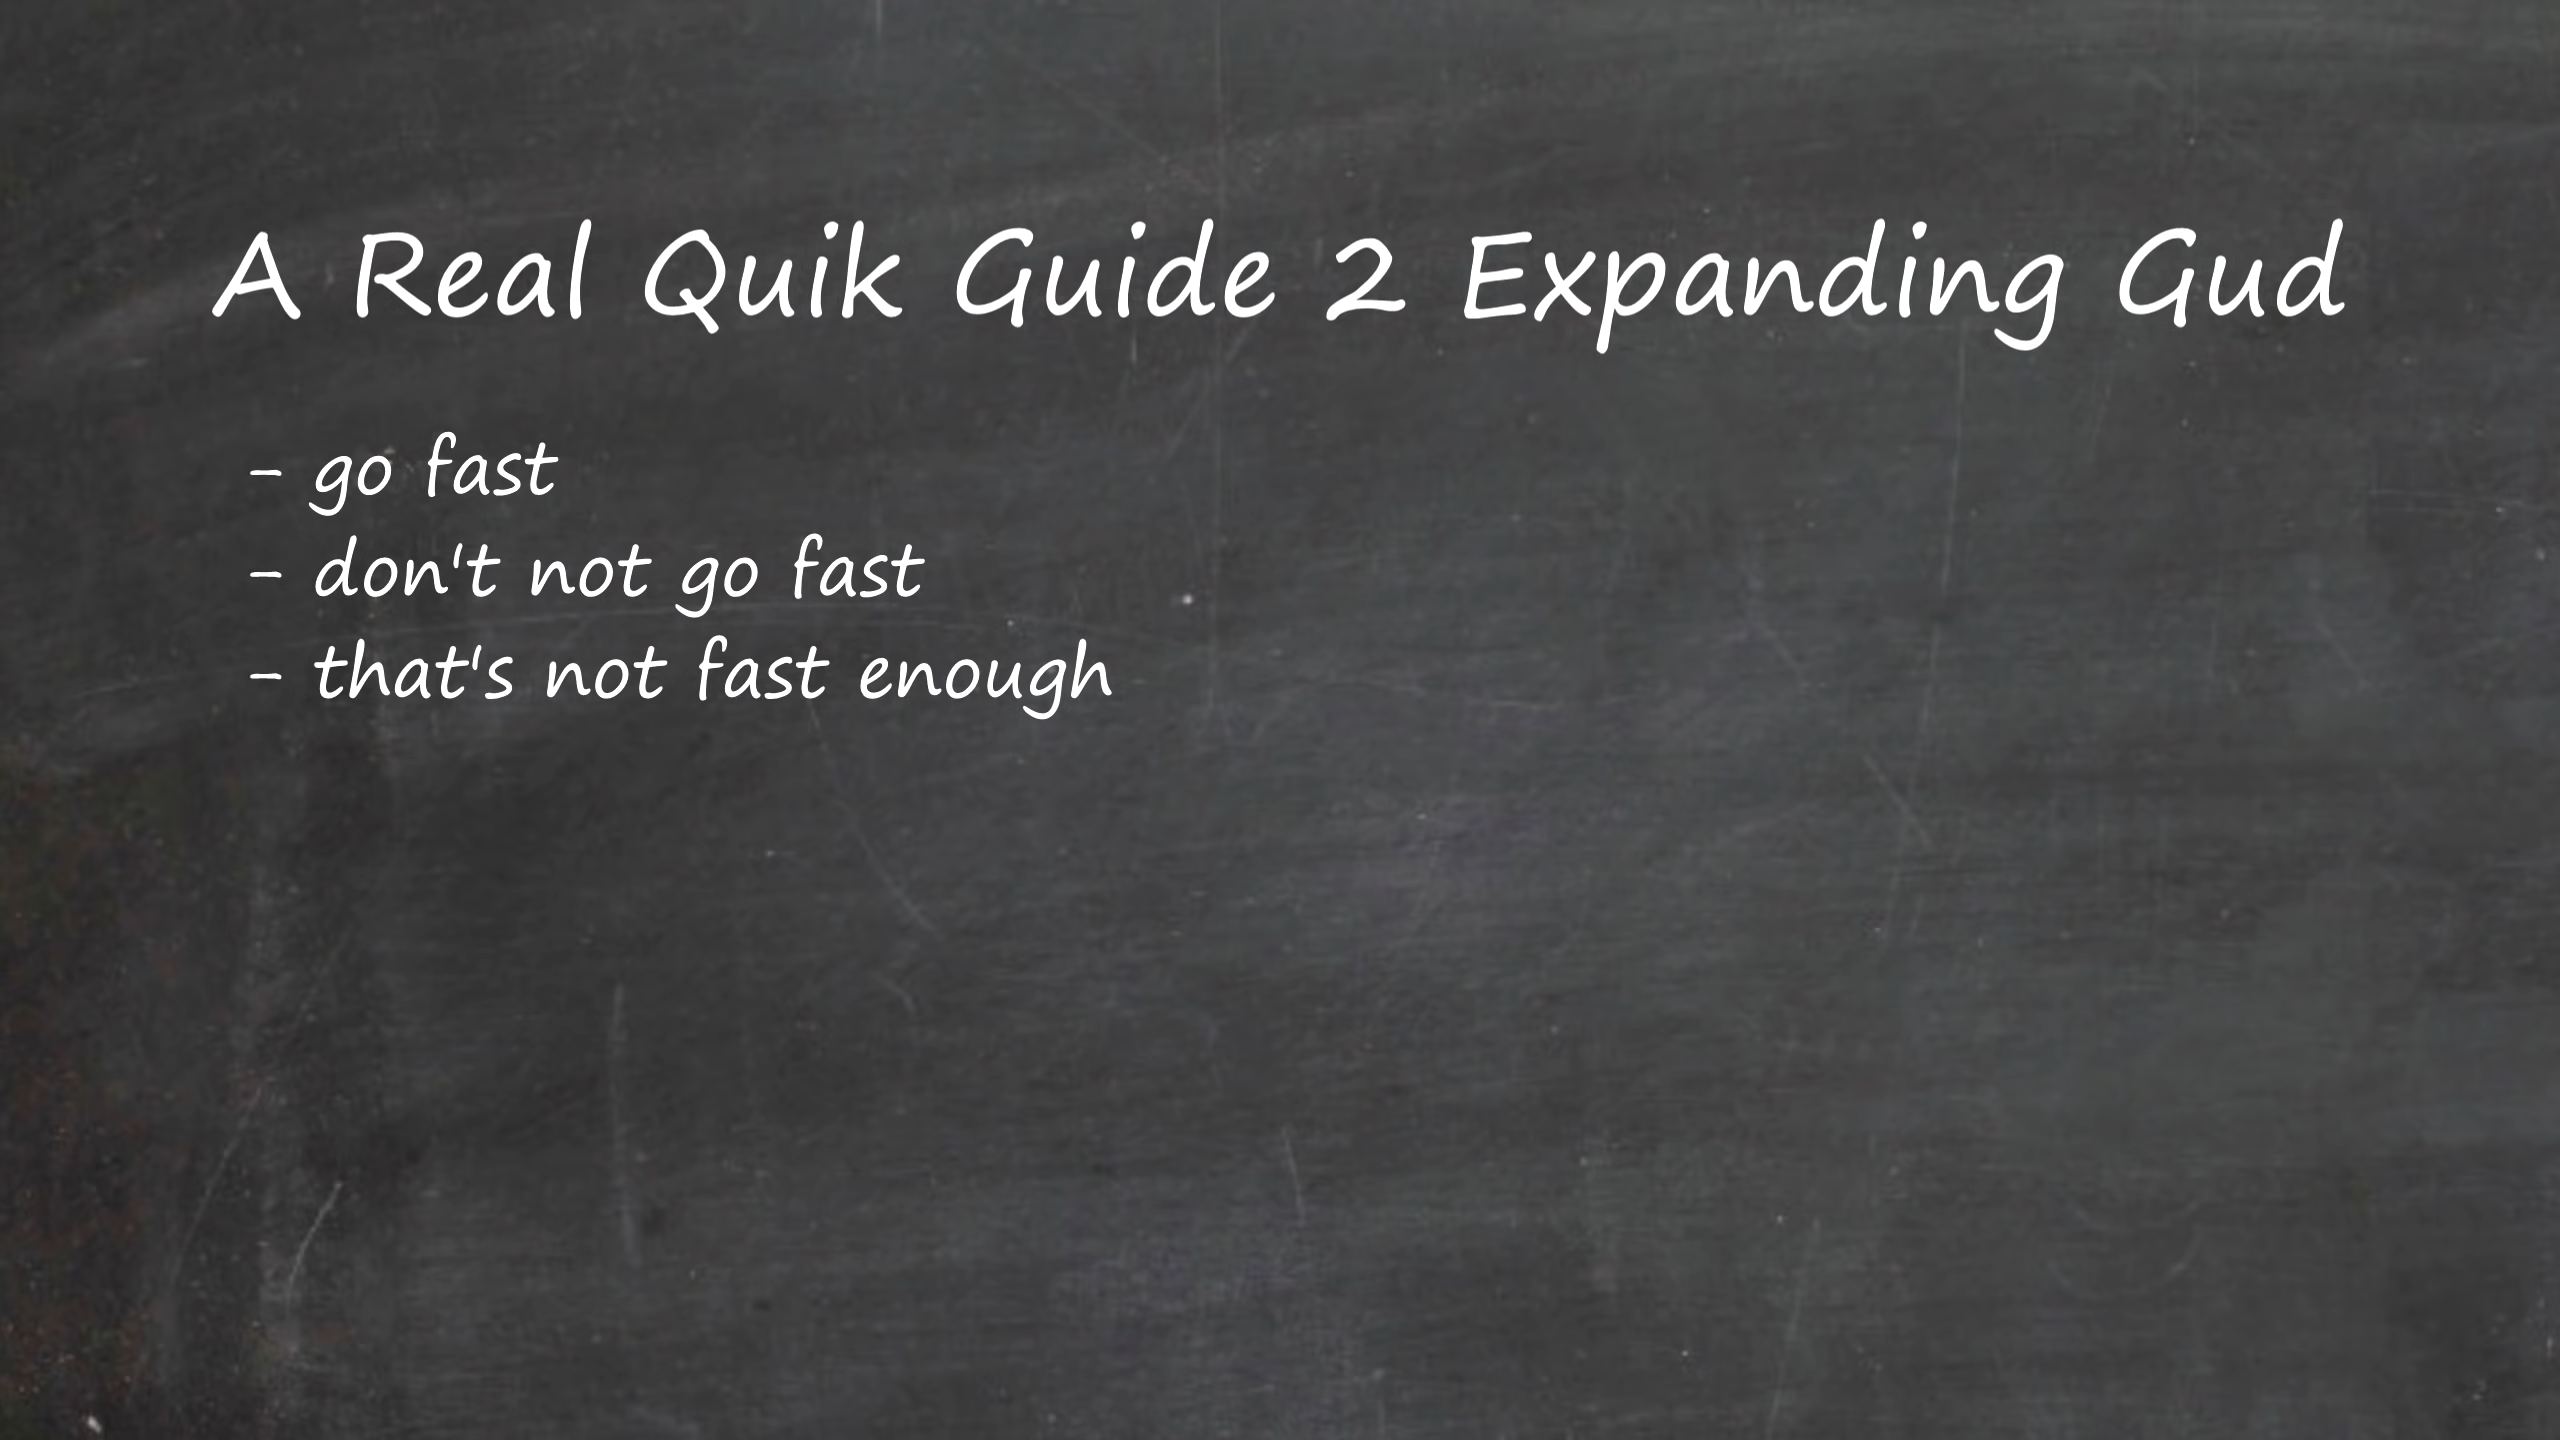 A Real Quik Guide 2 Expanding Gud
- go fast
- don't not go fast
- that's not fast enough